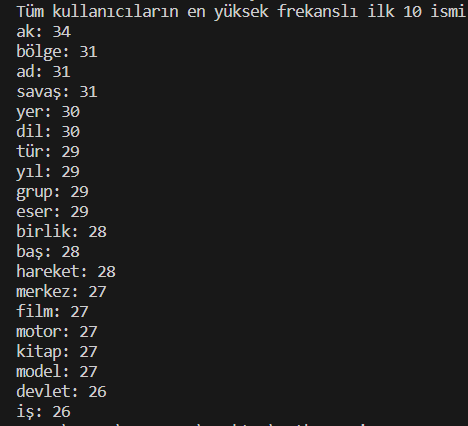 Tüm kullanıcıların en yüksek frekanslı ilk 10 ismi
ak: 34
bölge: 31
ad: 31
savaş: 31
yer: 30
dil: 30
tür: 29
yıl: 29
grup: 29
eser: 29
birlik: 28
baş: 28
hareket: 28
merkez: 27
film: 27
motor: 27
kitap: 27
model: 27
devlet: 26
iş: 26